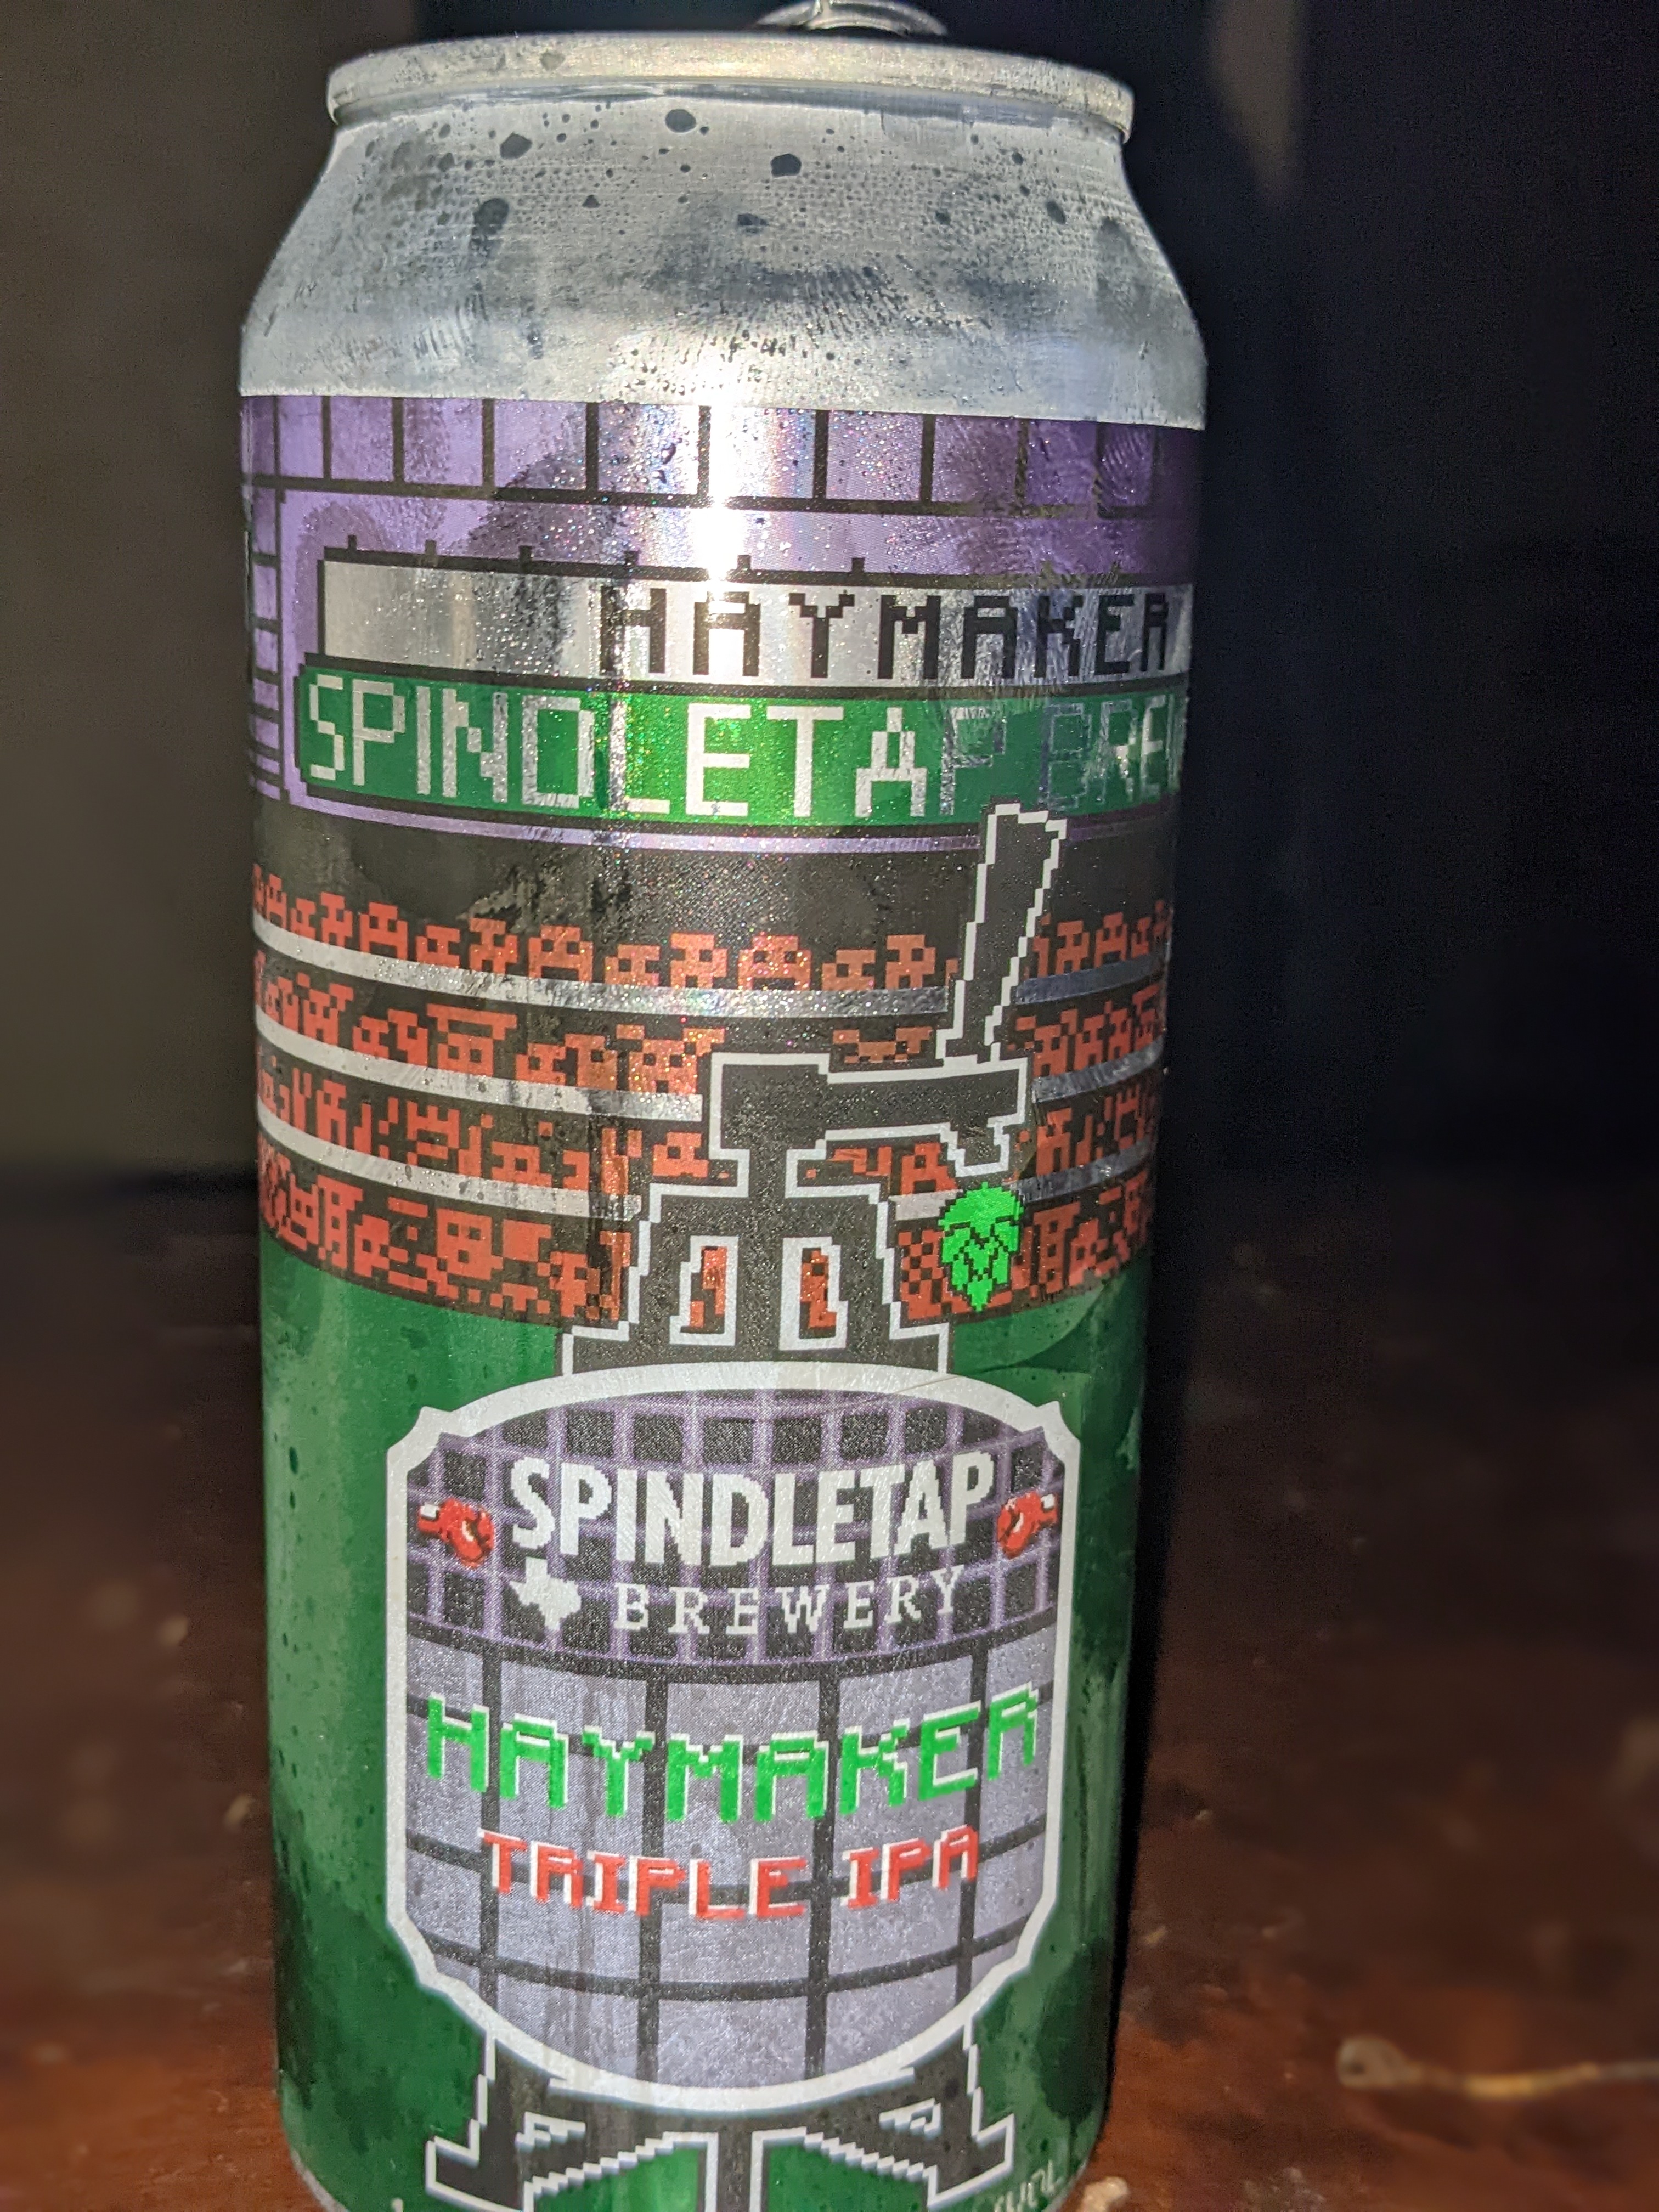 HAYMAKER
SPINDLETAP BREW
SPINDLETAP
BREWERY
HAYMAKER
TRIPLE IPA